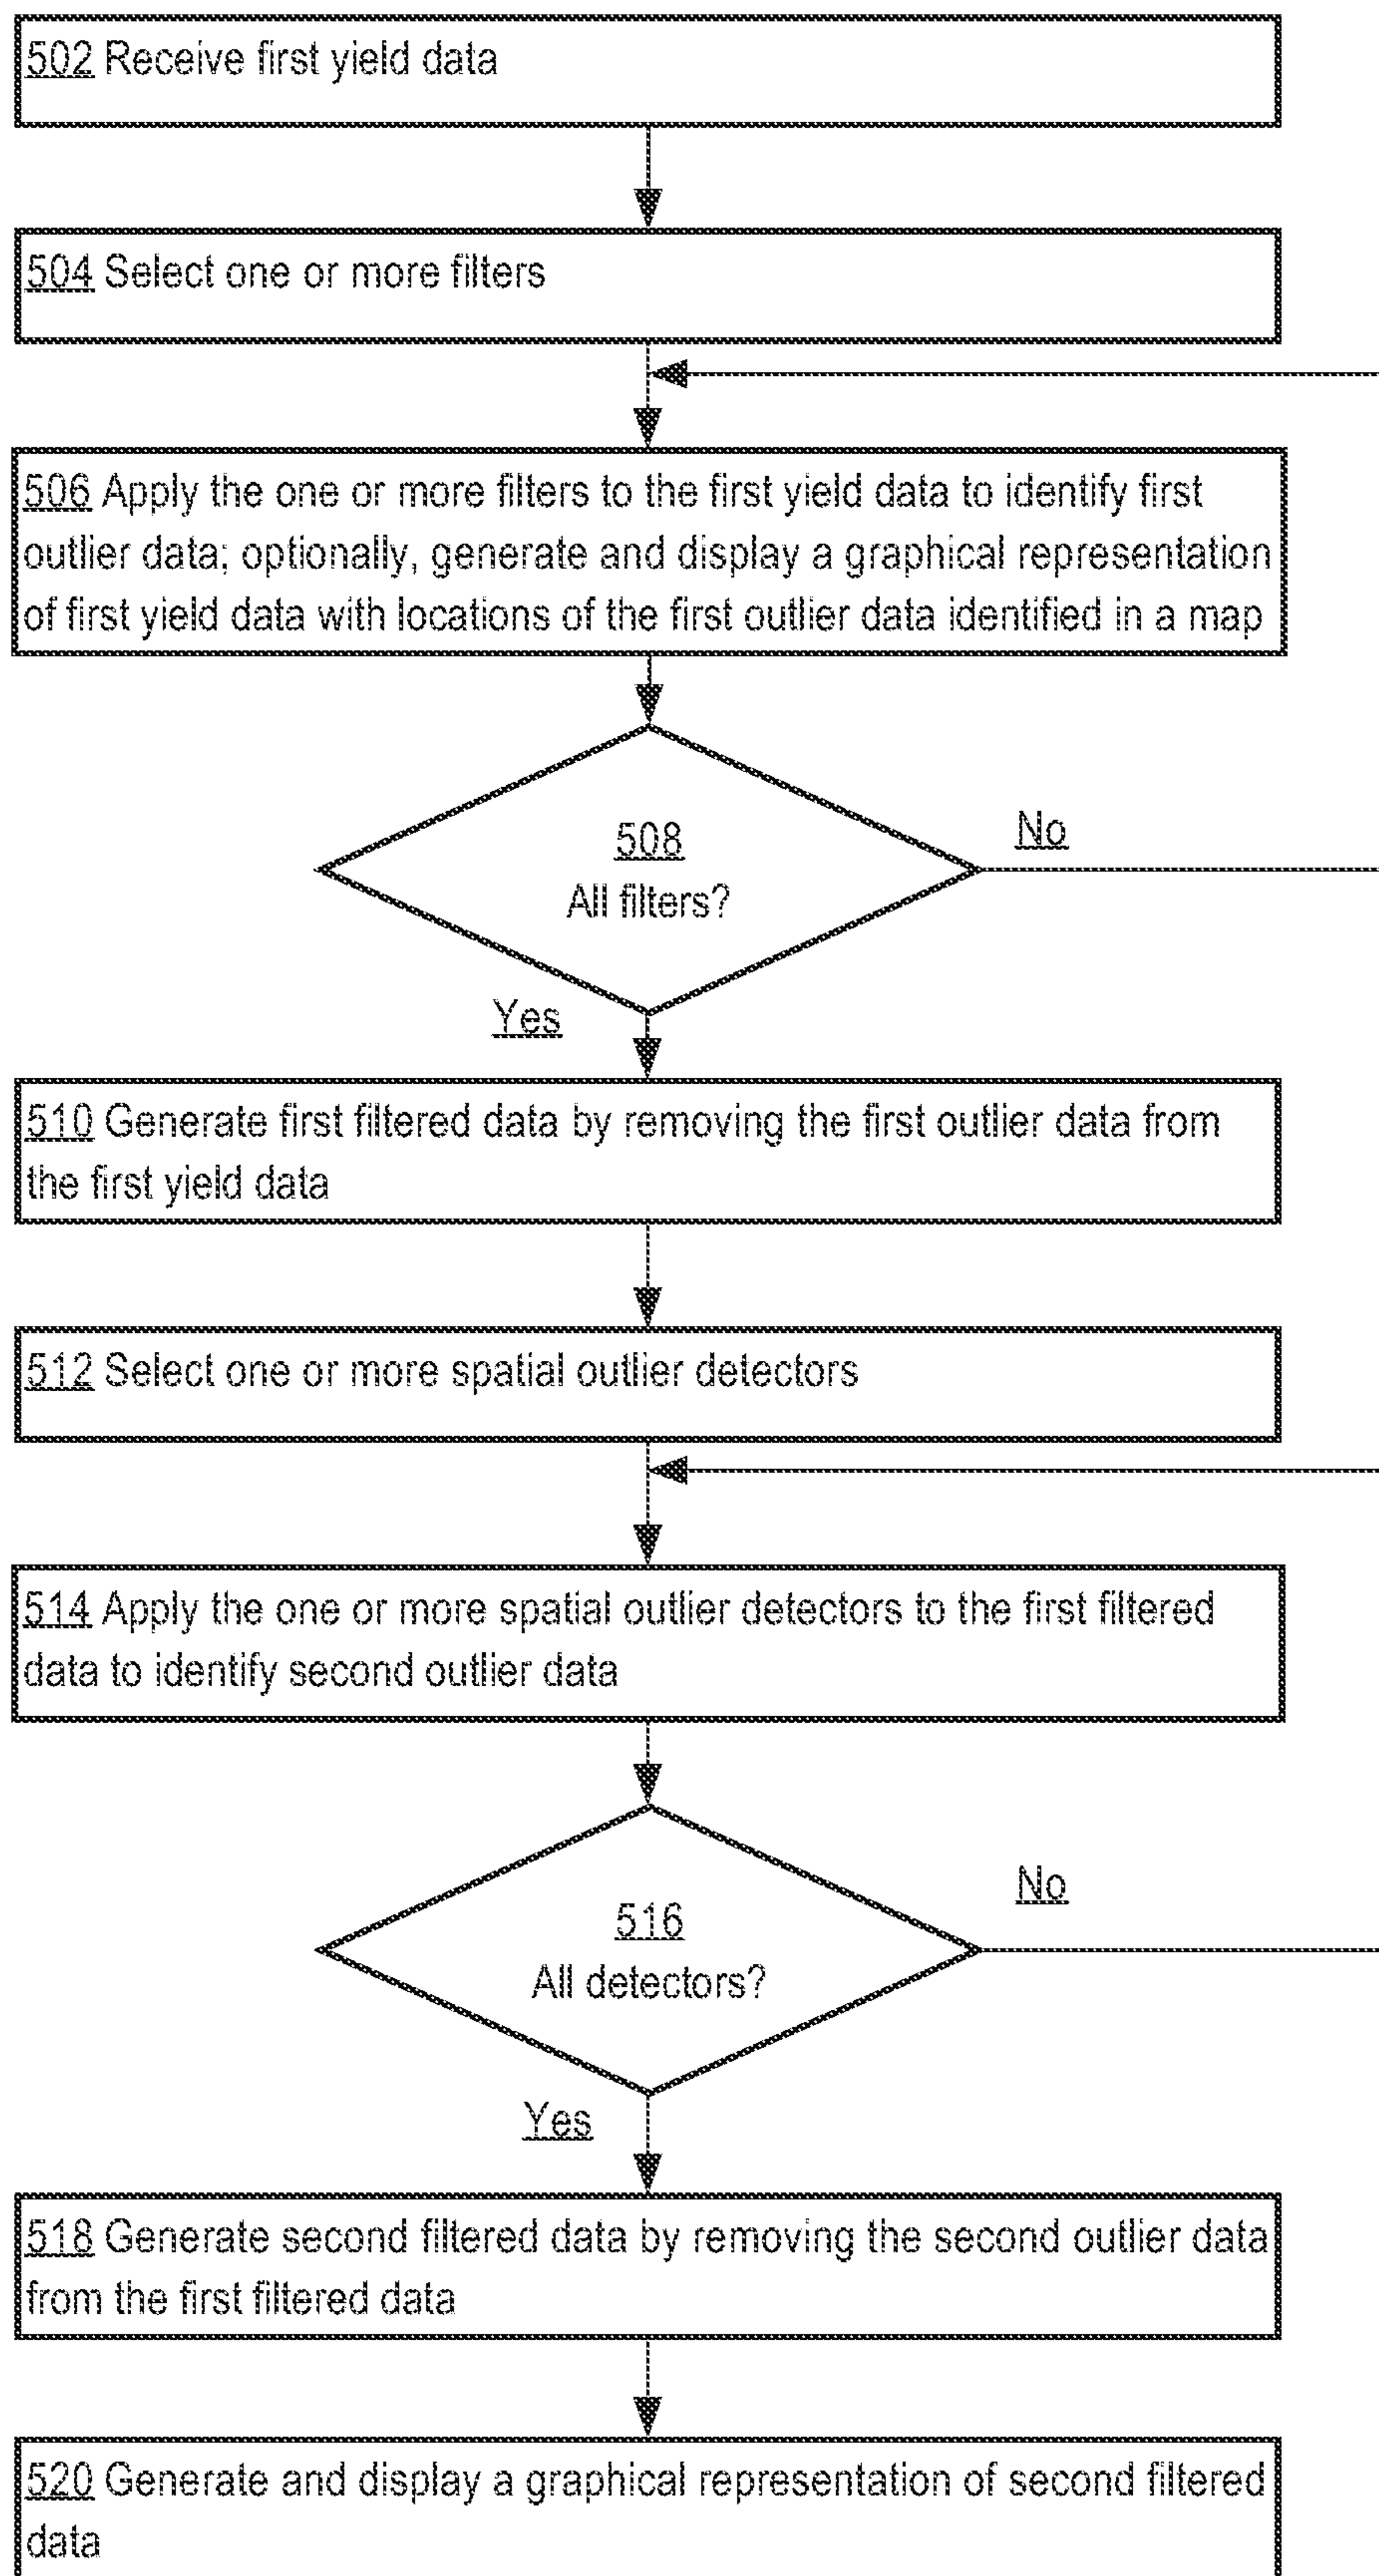 502 Receive first yield data
504 Select one or more filters
506 Apply the one or more filters to the first yield data to identify first
outlier data; optionally, generate and display a graphical representation
of first yield data with locations of the first outlier data identified in a map
508
All filters?
No
Yes
510 Generate first filtered data by removing the first outlier data from
the first yield data
512 Select one or more spatial outlier detectors
514 Apply the one or more spatial outlier detectors to the first filtered
data to identify second outlier data
516
All detectors?
No
Yes
518 Generate second filtered data by removing the second outlier data
from the first filtered data
520 Generate and display a graphical representation of second filtered
data